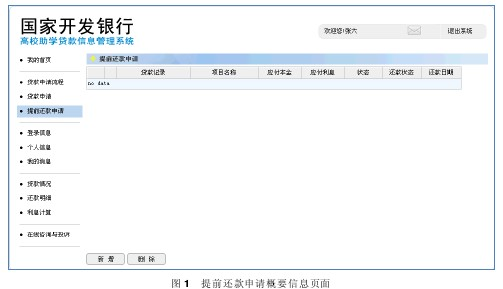 国家开发银行
高校助学贷款信息管理系统
欢迎您!张六
退出系统
我的首页
贷款申请流程
贷款申请
提前还款申请
登录信息
个人信息
我的消息
贷款情况
还款明细
利息计算
在线咨询与投诉
提前还款申请
贷款记录 项目名称 应付本金 应付利息 状态 还款状态 还款日期
no data
新 增 删 除
图 1 提前还款申请概要信息页面